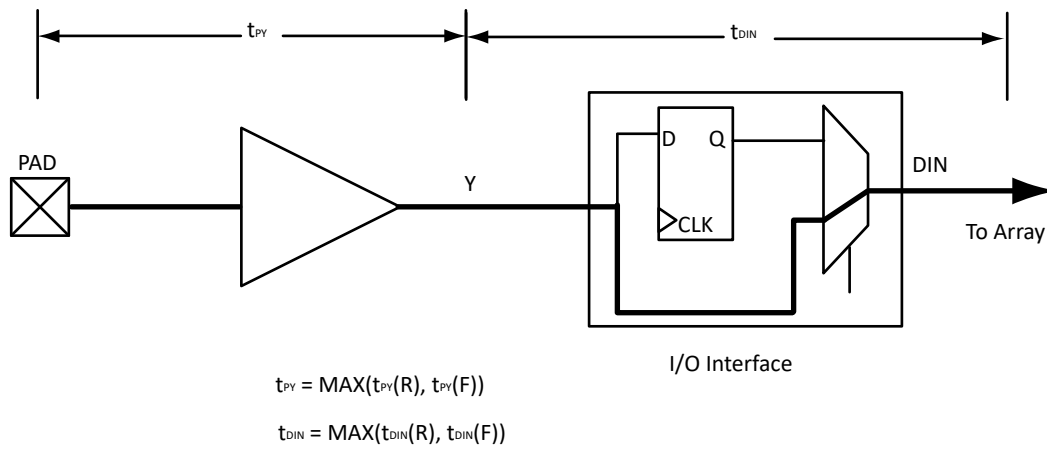 tPY
tDIN
PAD
Y
D
Q
CLK
DIN
To Array
I/O Interface
tPY = MAX(tPY(R), tPY(F))
tDIN = MAX(tDIN(R), tDIN(F))